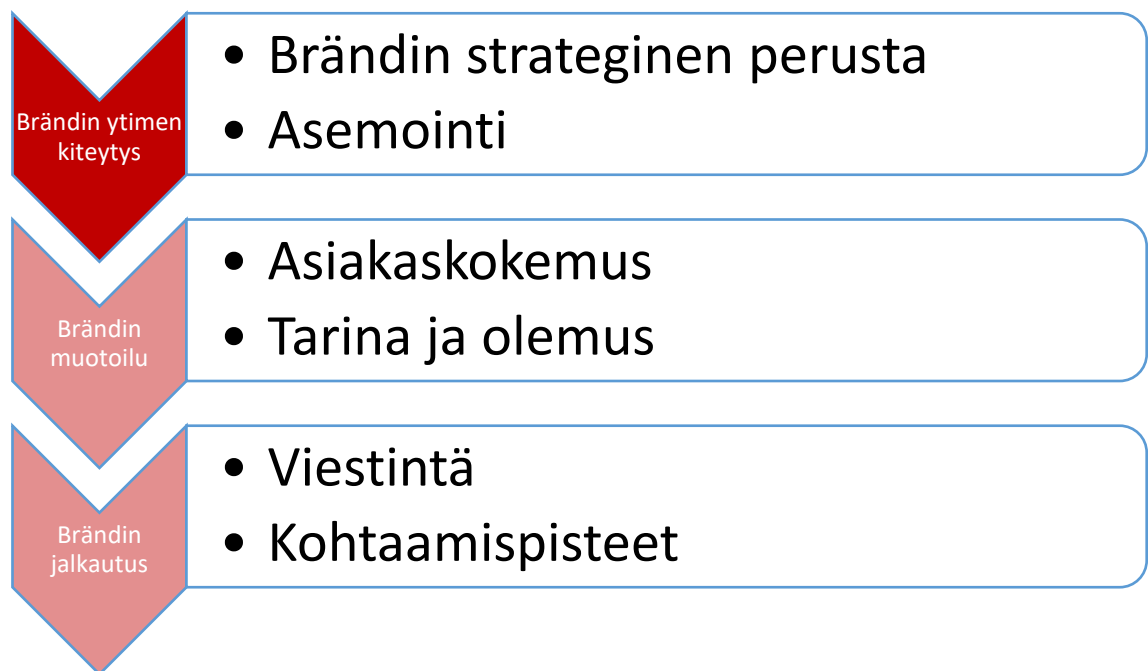 Brändin ytimen
kiteytys
• Brändin strateginen perusta
• Asemointi
Brändin
muotoilu
• Asiakaskokemus
• Tarina ja olemus
Brändin
jalkautus
• Viestintä
• Kohtaamispisteet